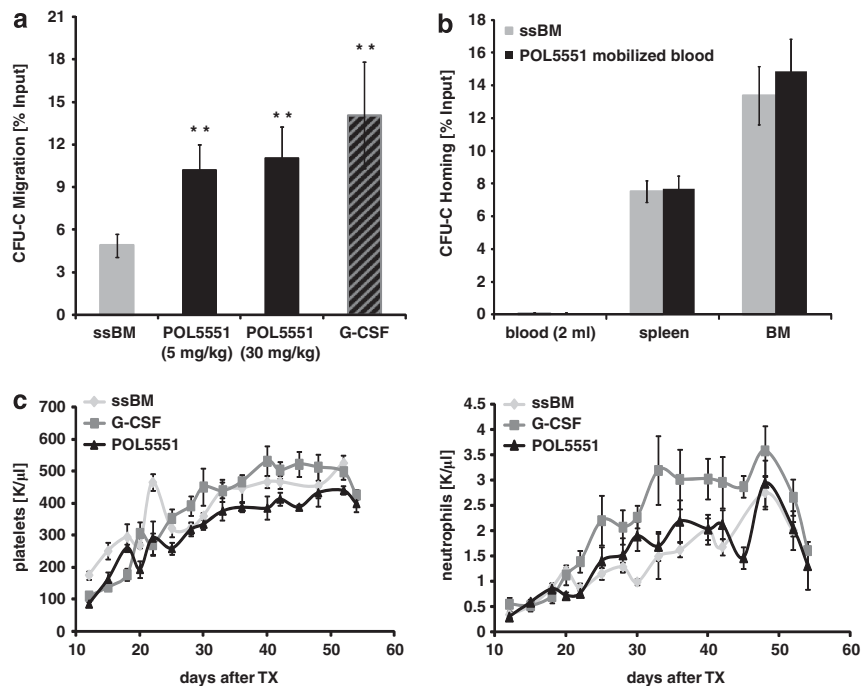 a
CFU-C Migration [% Input]
21
18
15
12
9
6
3
0
**
**
**
ssBM
POL5551
(5 mg/kg)
POL5551
(30 mg/kg)
G-CSF
b
CFU-C Homing [% Input]
18
16
14
12
10
8
6
4
2
0
ssBM
POL5551 mobilized blood
blood (2 ml)
spleen
BM
c
platelets [K/µl]
700
600
500
400
300
200
100
0
ssBM
G-CSF
POL5551
10
20
30
40
50
60
days after TX
neutrophils [K/µl]
4.5
4
3.5
3
2.5
2
1.5
1
0.5
0
ssBM
G-CSF
POL5551
10
20
30
40
50
60
days after TX